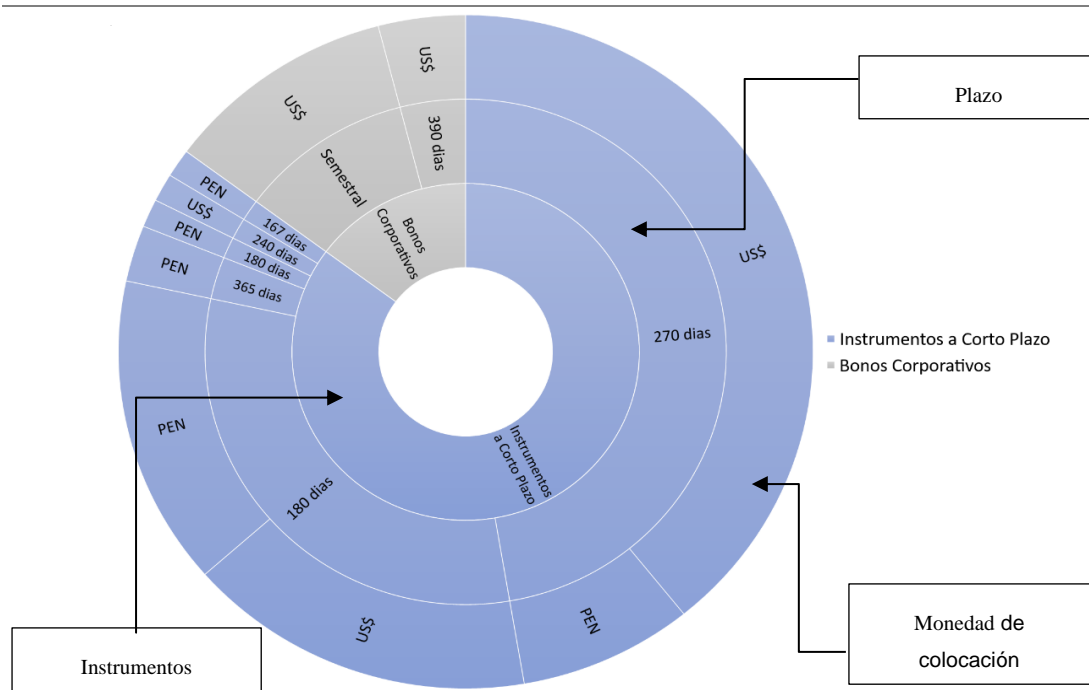 US$
US$
Plazo
390 dias
Semestral
PEN
US$
PEN
PEN
167 dias
240 dias
180 dias
365 dias
Bonos
Corporativos
US$
270 dias
Instrumentos a Corto Plazo
Bonos Corporativos
PEN
180 dias
Instrumentos
a Corto Plazo
US$
PEN
Monedad de
colocación
Instrumentos